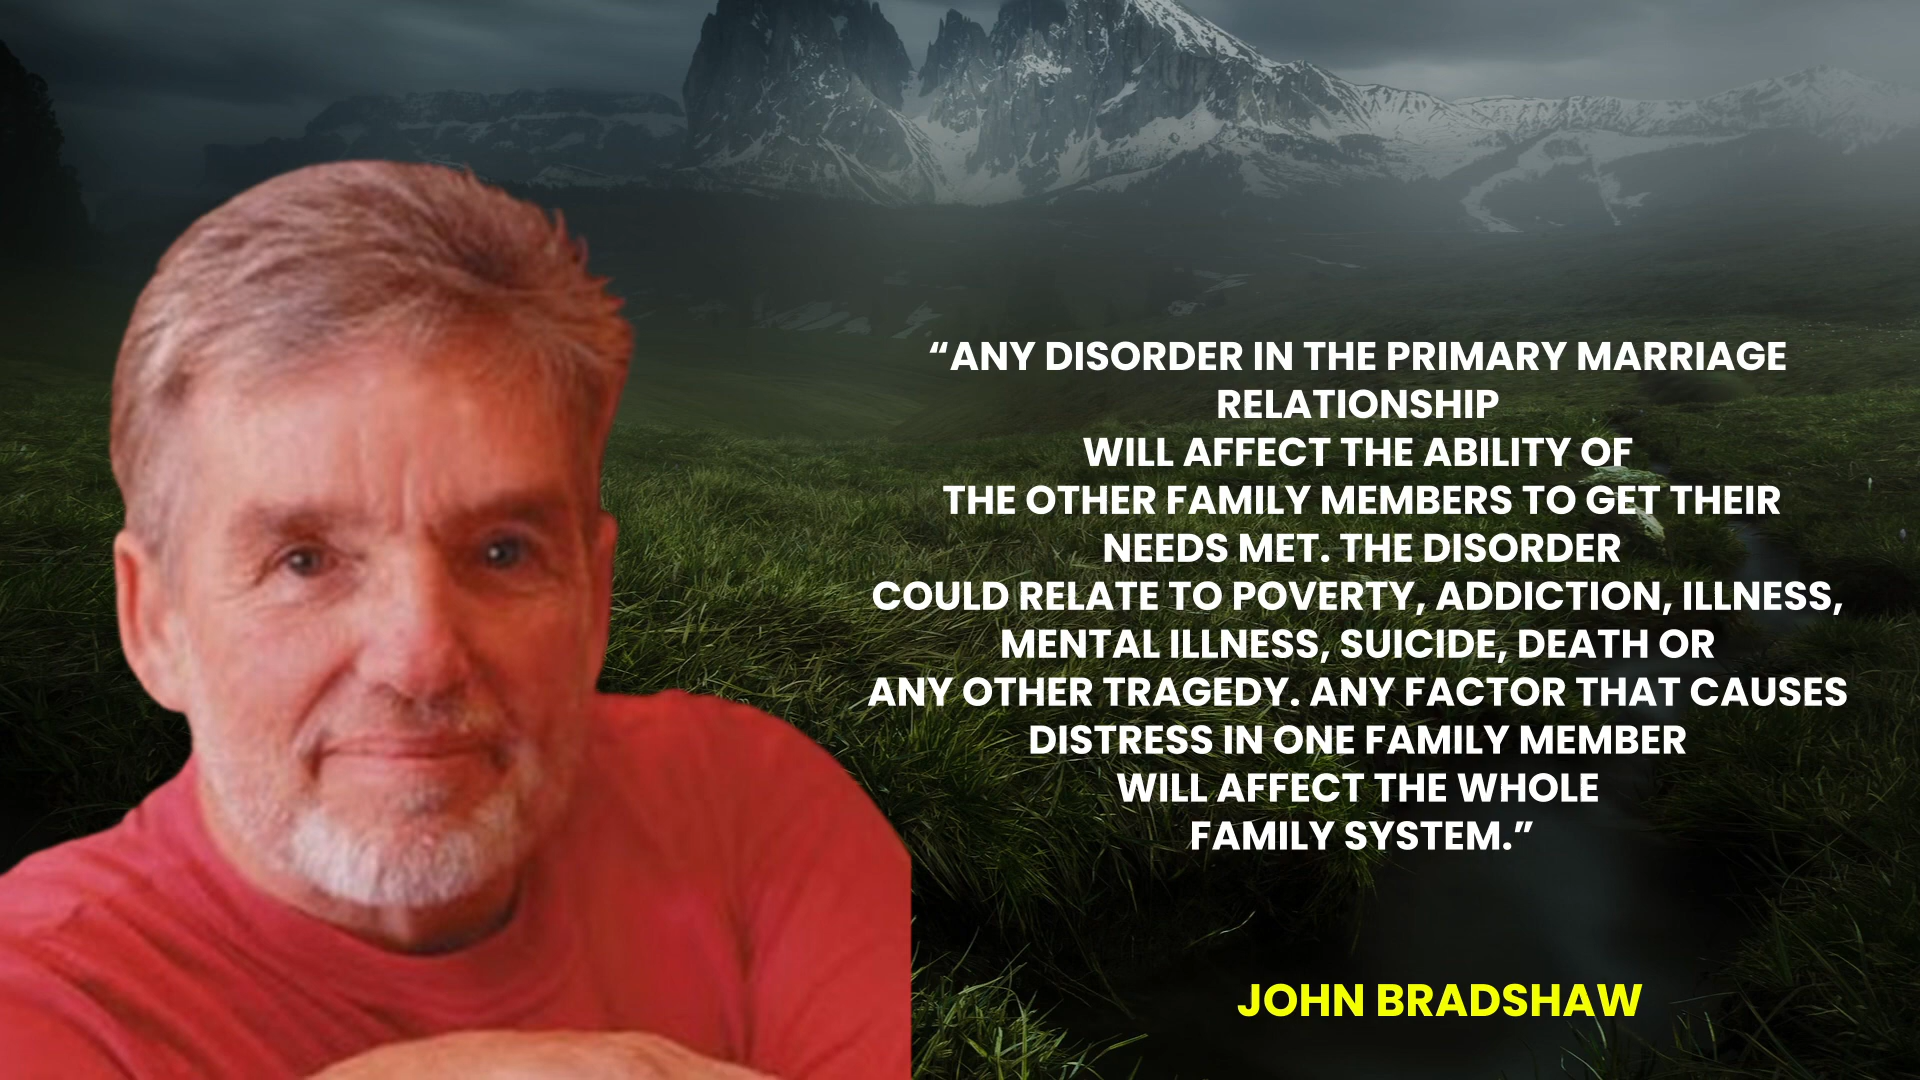 “ANY DISORDER IN THE PRIMARY MARRIAGE
RELATIONSHIP
WILL AFFECT THE ABILITY OF
THE OTHER FAMILY MEMBERS TO GET THEIR
NEEDS MET. THE DISORDER
COULD RELATE TO POVERTY, ADDICTION, ILLNESS,
MENTAL ILLNESS, SUICIDE, DEATH OR
ANY OTHER TRAGEDY. ANY FACTOR THAT CAUSES
DISTRESS IN ONE FAMILY MEMBER
WILL AFFECT THE WHOLE
FAMILY SYSTEM.”
JOHN BRADSHAW